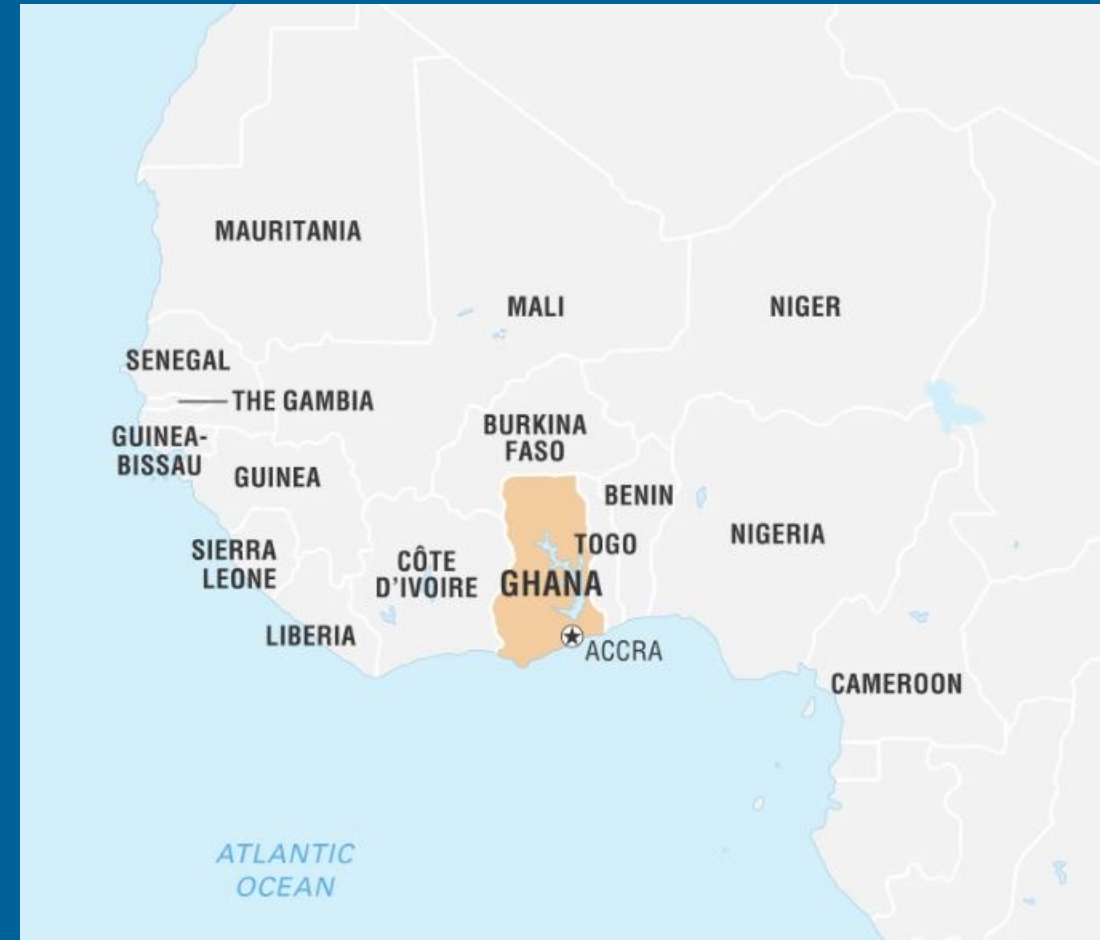 MAURITANIA
MALI
NIGER
SENEGAL
THE GAMBIA
BURKINA
FASO
GUINEA-
BISSAU
GUINEA
BENIN
NIGERIA
TOGO
SIERRA
LEONE
CÔTE
D'IVOIRE
GHANA
LIBERIA
ACCRA
CAMEROON
ATLANTIC
OCEAN